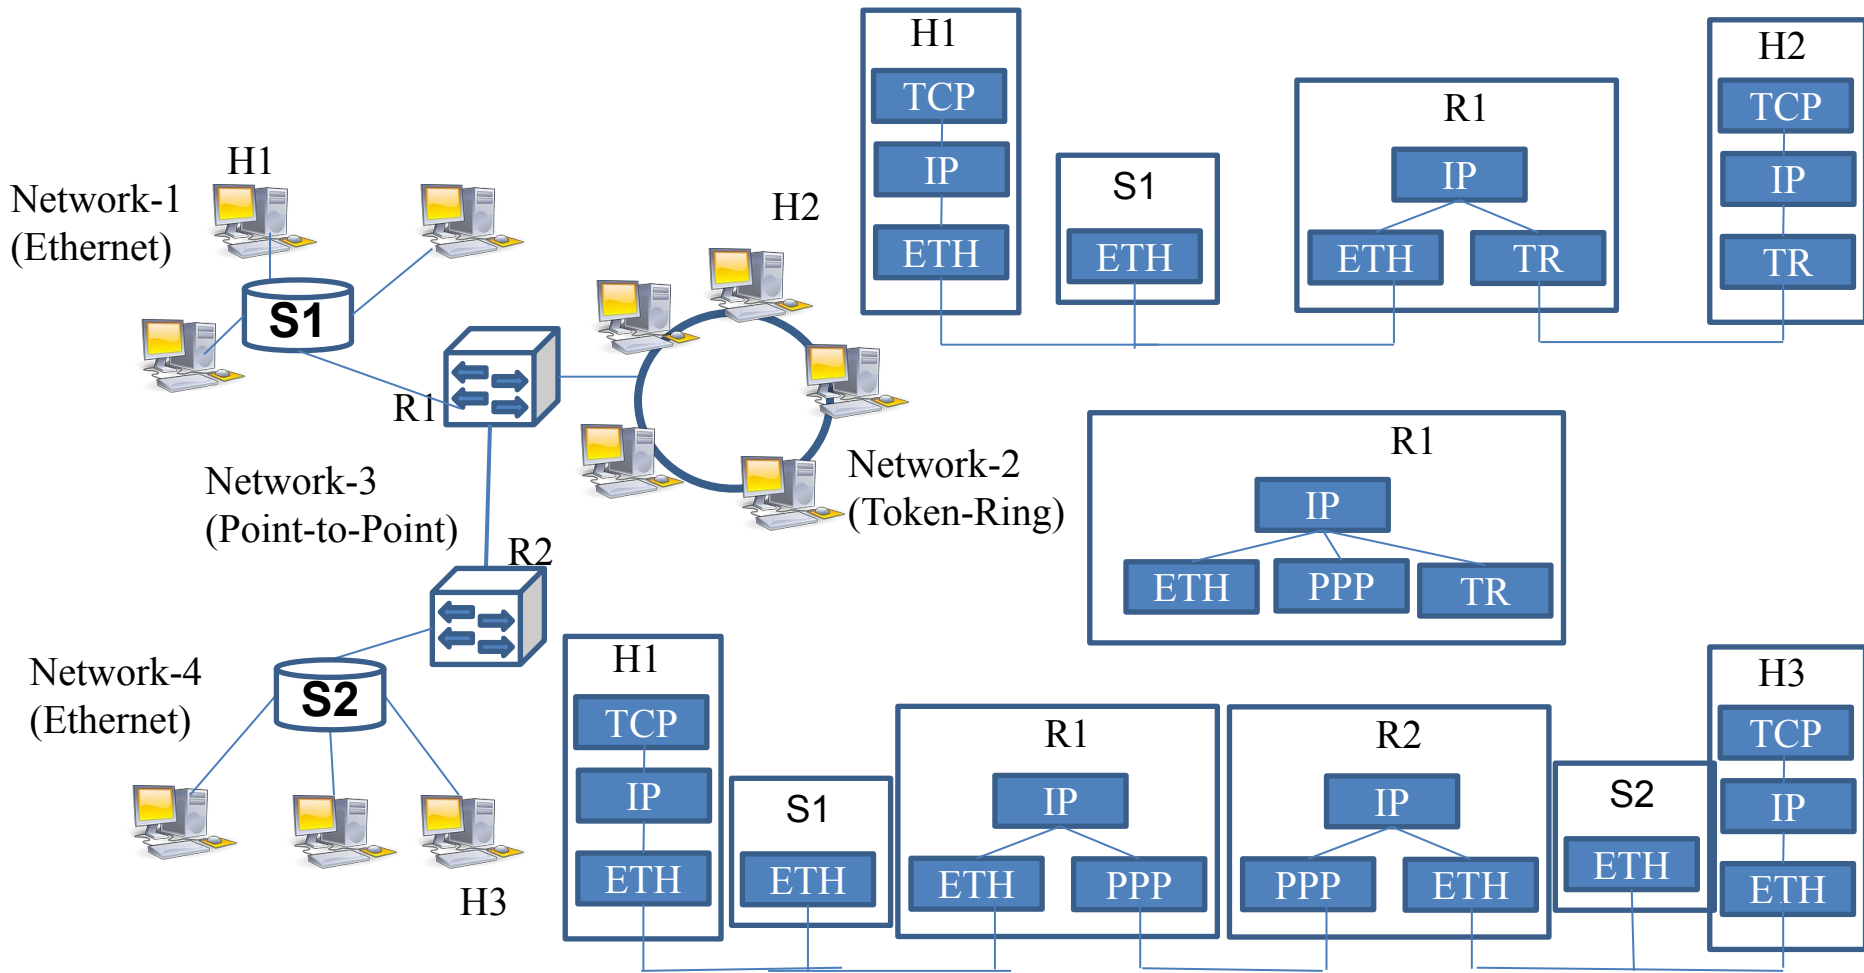 H1
Network-1
(Ethernet)
S1
H2
R1
Network-2
(Token-Ring)
Network-3
(Point-to-Point)
R2
Network-4
(Ethernet)
S2
H3
H1
TCP
IP
ETH
S1
ETH
R1
IP
ETH
TR
H2
TCP
IP
TR
R1
IP
ETH
PPP
TR
H1
TCP
IP
ETH
S1
ETH
R1
IP
ETH
PPP
R2
IP
PPP
ETH
S2
ETH
H3
TCP
IP
ETH